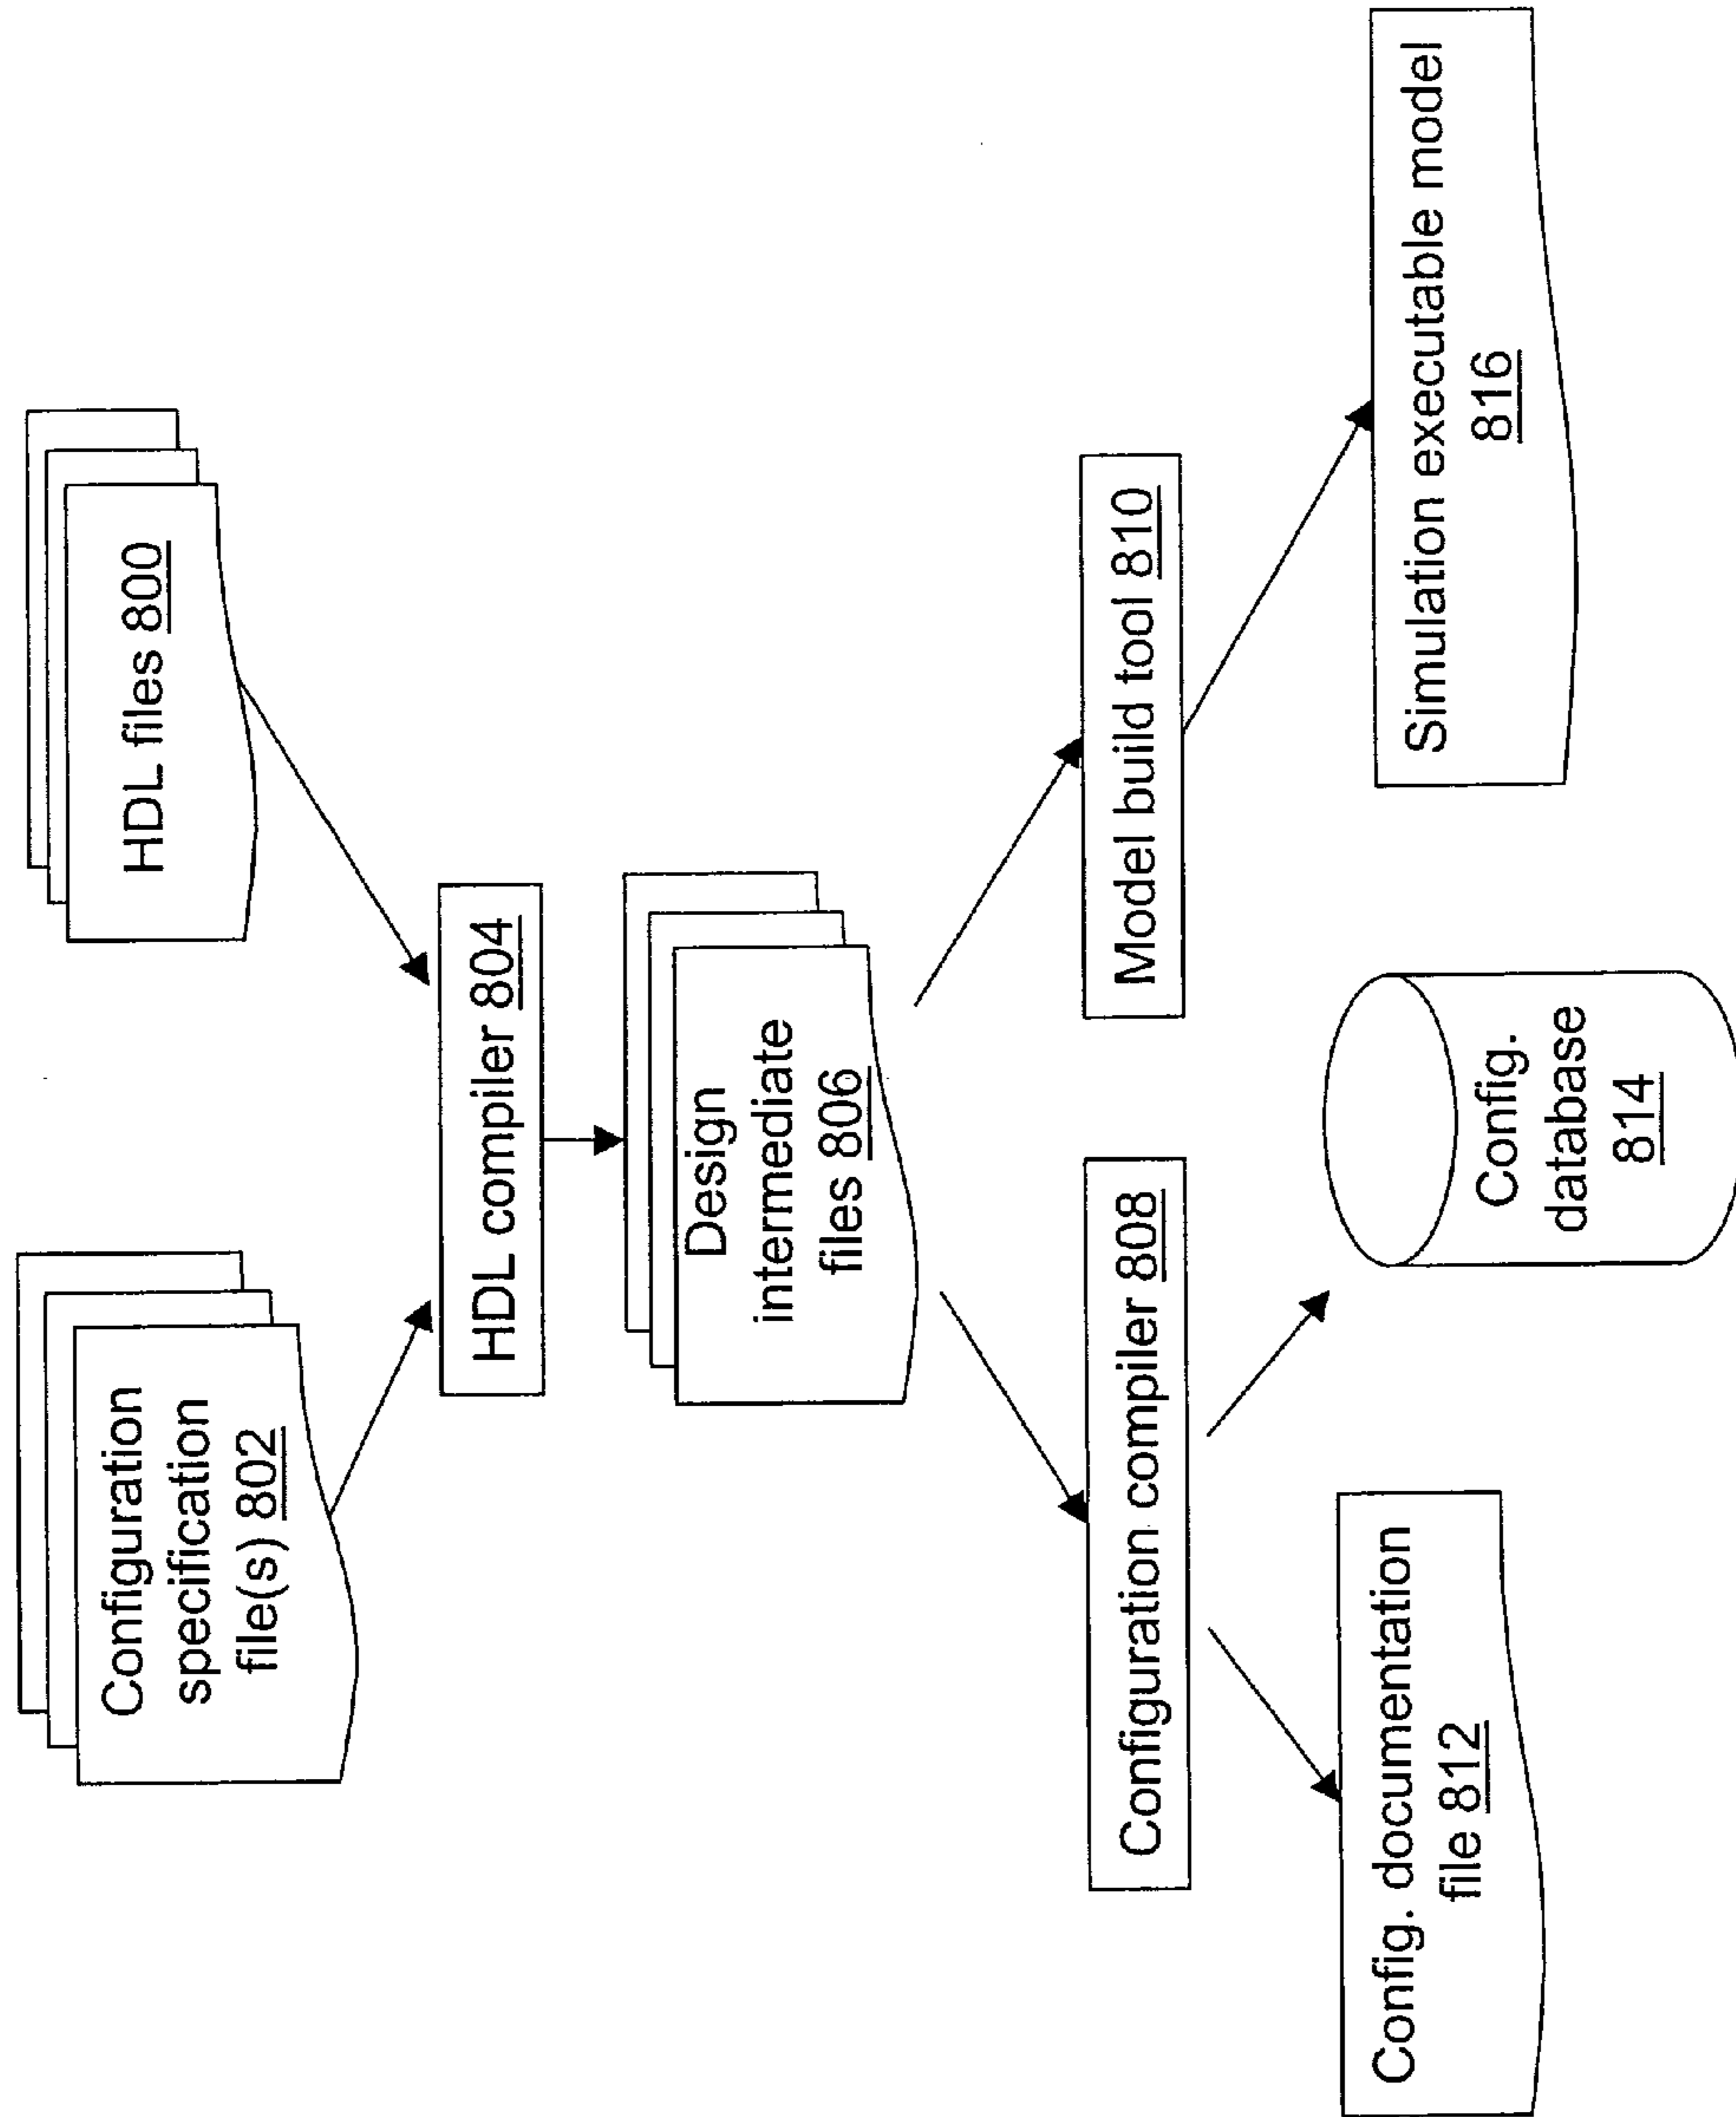 Configuration
specification
file(s) 802
HDL files 800
HDL compiler 804
Design
intermediate
files 806
Configuration compiler 808
Model build tool 810
Config. documentation
file 812
Config.
database
814
Simulation executable model
816